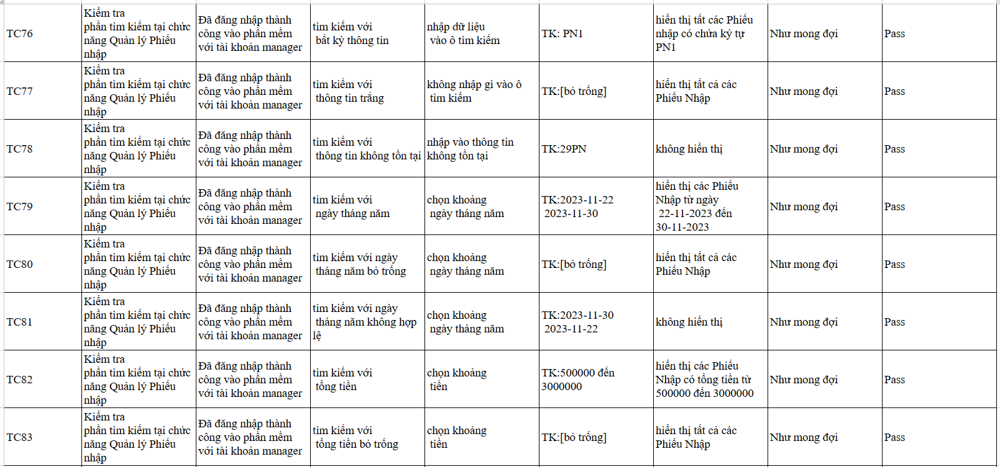 TC76
Kiểm tra
phần tìm kiếm tại chức
năng Quản lý Phiếu
nhập
Đã đăng nhập thành
công vào phần mềm
với tài khoản manager
tìm kiếm với
bất kỳ thông tin
nhập dữ liệu
vào ô tìm kiếm
TK: PN1
hiển thị tất các Phiếu
nhập có chứa ký tự
PN1
Như mong đợi
Pass
TC77
Kiểm tra
phần tìm kiếm tại chức
năng Quản lý Phiếu
nhập
Đã đăng nhập thành
công vào phần mềm
với tài khoản manager
tìm kiếm với
thông tin trắng
không nhập gì vào ô
tìm kiếm
TK:[bỏ trống]
hiển thị tất cả các
Phiếu Nhập
Như mong đợi
Pass
TC78
Kiểm tra
phần tìm kiếm tại chức
năng Quản lý Phiếu
nhập
Đã đăng nhập thành
công vào phần mềm
với tài khoản manager
tìm kiếm với
thông tin không tồn tại
nhập vào thông tin
không tồn tại
TK:29PN
không hiển thị
Như mong đợi
Pass
TC79
Kiểm tra
phần tìm kiếm tại chức
năng Quản lý Phiếu
nhập
Đã đăng nhập thành
công vào phần mềm
với tài khoản manager
tìm kiếm với
ngày tháng năm
chọn khoảng
ngày tháng năm
TK:2023-11-22
2023-11-30
hiển thị các Phiếu
Nhập từ ngày
22-11-2023 đến
30-11-2023
Như mong đợi
Pass
TC80
Kiểm tra
phần tìm kiếm tại chức
năng Quản lý Phiếu
nhập
Đã đăng nhập thành
công vào phần mềm
với tài khoản manager
tìm kiếm với ngày
tháng năm bỏ trống
chọn khoảng
ngày tháng năm
TK:[bỏ trống]
hiển thị tất cả các
Phiếu Nhập
Như mong đợi
Pass
TC81
Kiểm tra
phần tìm kiếm tại chức
năng Quản lý Phiếu
nhập
Đã đăng nhập thành
công vào phần mềm
với tài khoản manager
tìm kiếm với ngày
tháng năm không hợp
lệ
chọn khoảng
ngày tháng năm
TK:2023-11-30
2023-11-22
không hiển thị
Như mong đợi
Pass
TC82
Kiểm tra
phần tìm kiếm tại chức
năng Quản lý Phiếu
nhập
Đã đăng nhập thành
công vào phần mềm
với tài khoản manager
tìm kiếm với
tổng tiền
chọn khoảng
tiền
TK:500000 đến
3000000
hiển thị các Phiếu
Nhập có tổng tiền từ
500000 đến 3000000
Như mong đợi
Pass
TC83
Kiểm tra
phần tìm kiếm tại chức
năng Quản lý Phiếu
nhập
Đã đăng nhập thành
công vào phần mềm
với tài khoản manager
tìm kiếm với
tổng tiền bỏ trống
chọn khoảng
tiền
TK:[bỏ trống]
hiển thị tất cả các
Phiếu Nhập
Như mong đợi
Pass